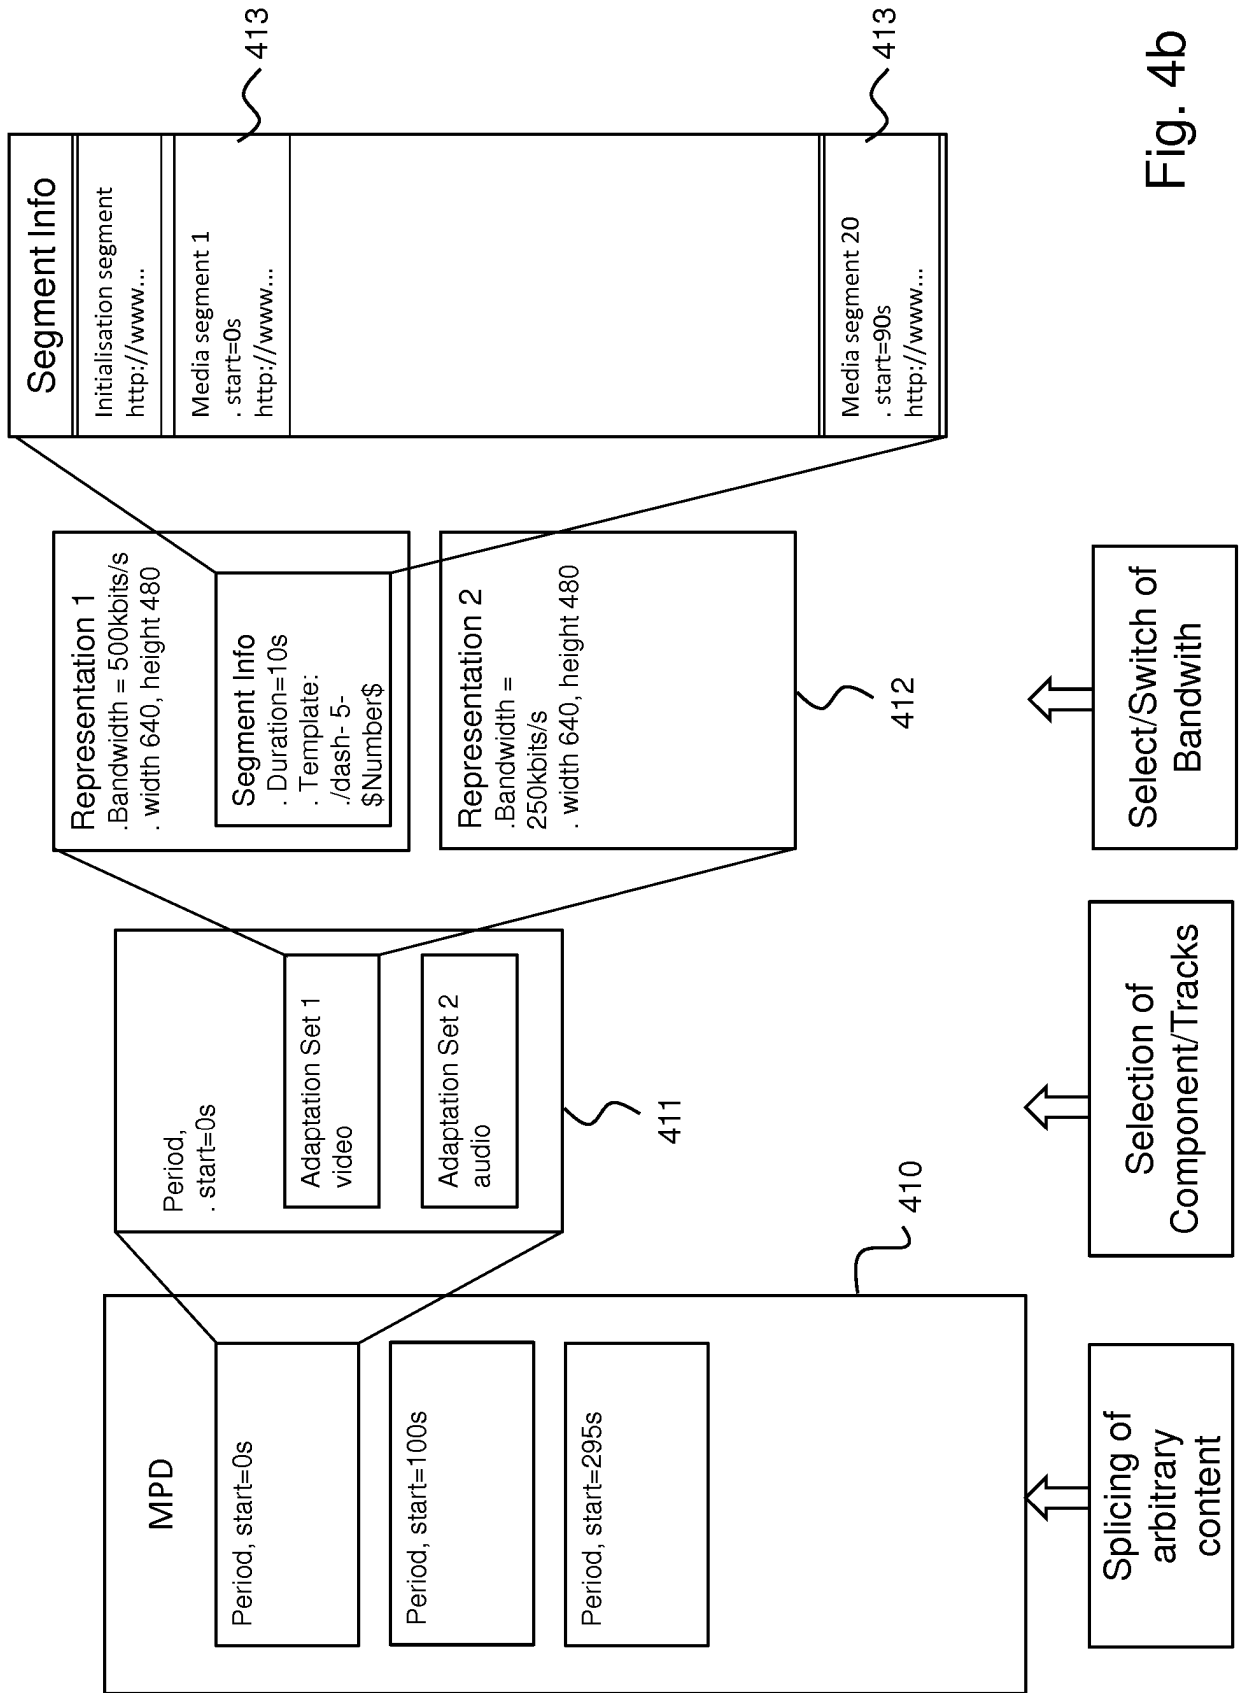 MPD
Period, start=0s
Period, start=100s
Period, start=295s
410
Period,
. start=0s
Adaptation Set 1
video
Adaptation Set 2
audio
411
Representation 1
.Bandwidth = 500kbits/s
. width 640, height 480
Segment Info
. Duration=10s
. Template:
./dash- 5-
$Number$
Representation 2
.Bandwidth =
250kbits/s
. width 640, height 480
412
Segment Info
Initialisation segment
http://www...
Media segment 1
. start=0s
http://www...
413
Media segment 20
. start=90s
http://www...
413
Splicing of
arbitrary
content
Selection of
Component/Tracks
Select/Switch of
Bandwith
Fig. 4b